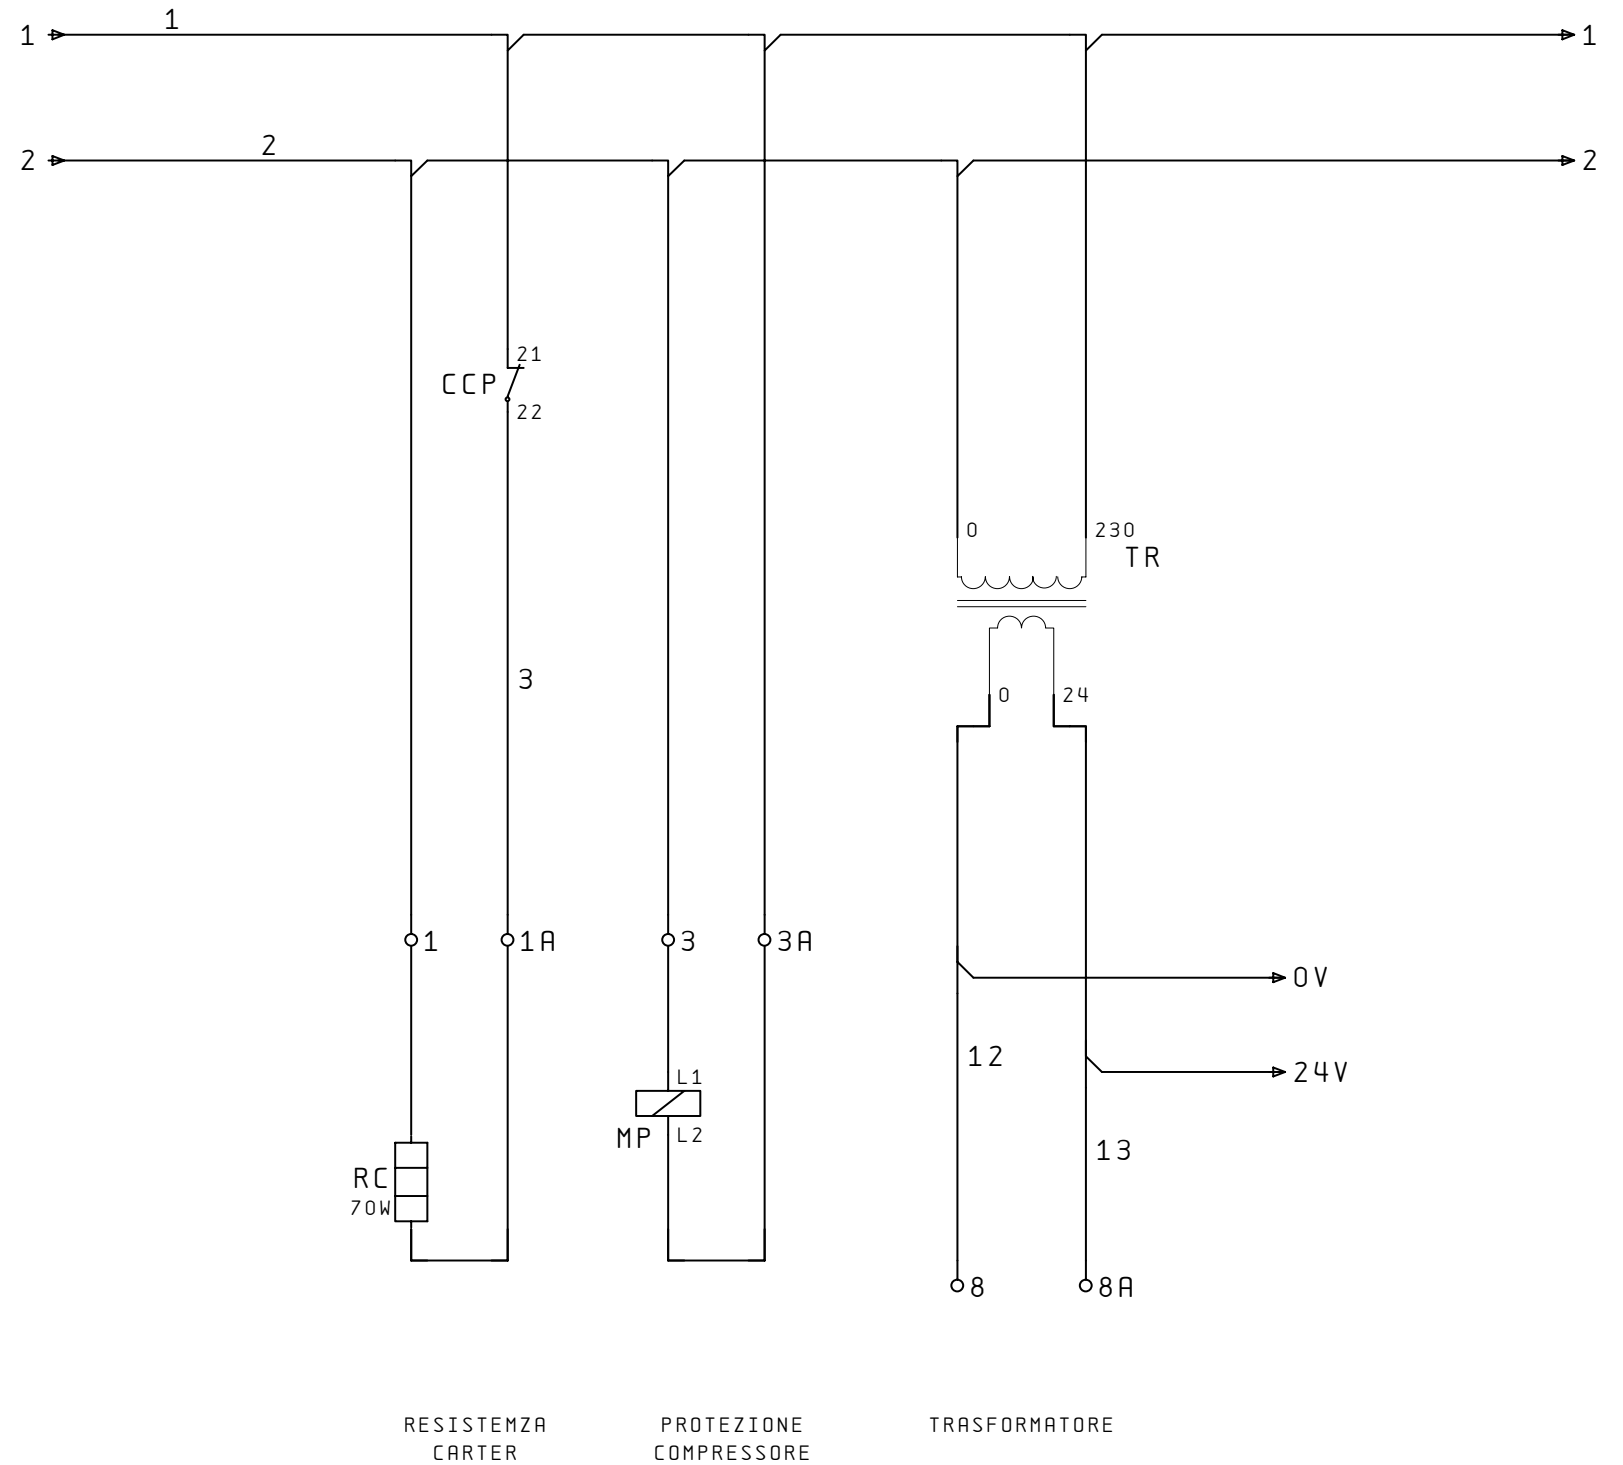 1
1 1
2
2 2
21
CCP
22
0 230
TR
3
0 24
1 1A 3 3A
0V
12
24V
L1
MP L2
13
RC
70W
8 8A
RESISTEMZA PROTEZIONE TRASFORMATORE
CARTER COMPRESSORE